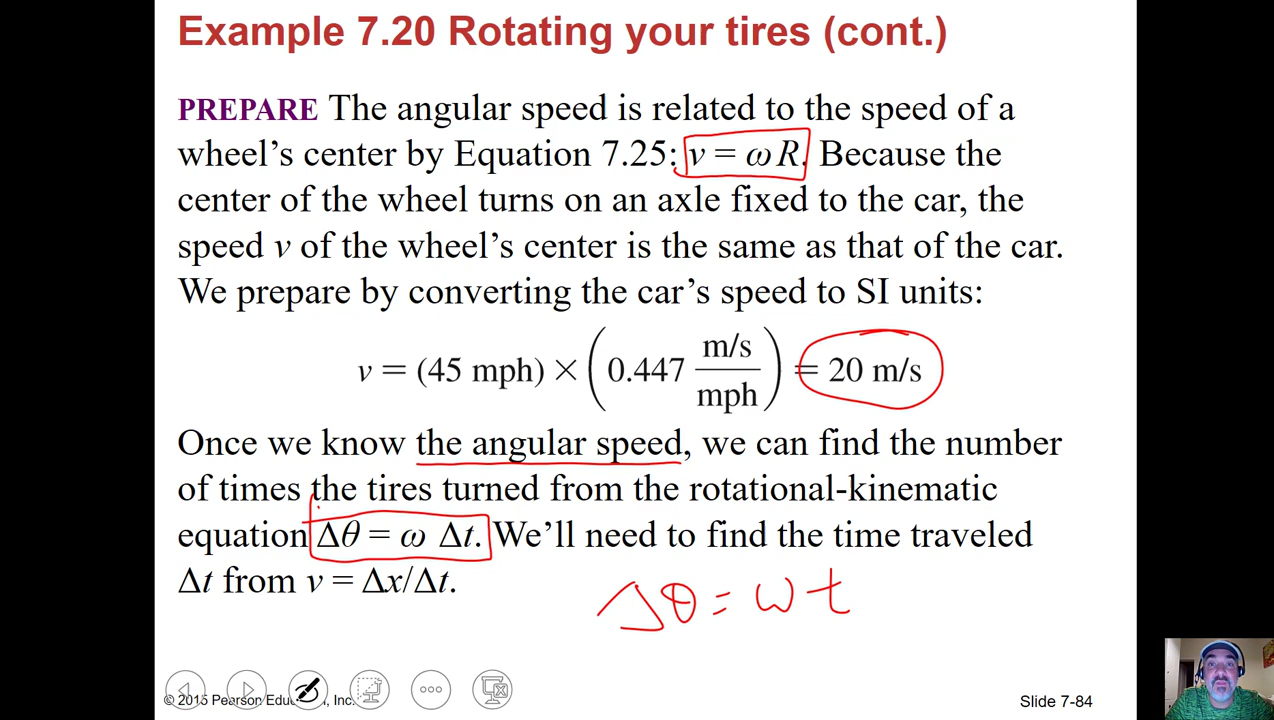 Example 7.20 Rotating your tires (cont.)
PREPARE The angular speed is related to the speed of a
wheel’s center by Equation 7.25: v = ωR. Because the
center of the wheel turns on an axle fixed to the car, the
speed v of the wheel’s center is the same as that of the car.
We prepare by converting the car’s speed to SI units:
v = (45 mph) × (0.447 m/s / mph) = 20 m/s
Once we know the angular speed, we can find the number
of times the tires turned from the rotational-kinematic
equation Δθ = ω Δt. We’ll need to find the time traveled
Δt from v = Δx/Δt.
Δθ = ωt
© 2015 Pearson Education, Inc.
Slide 7-84